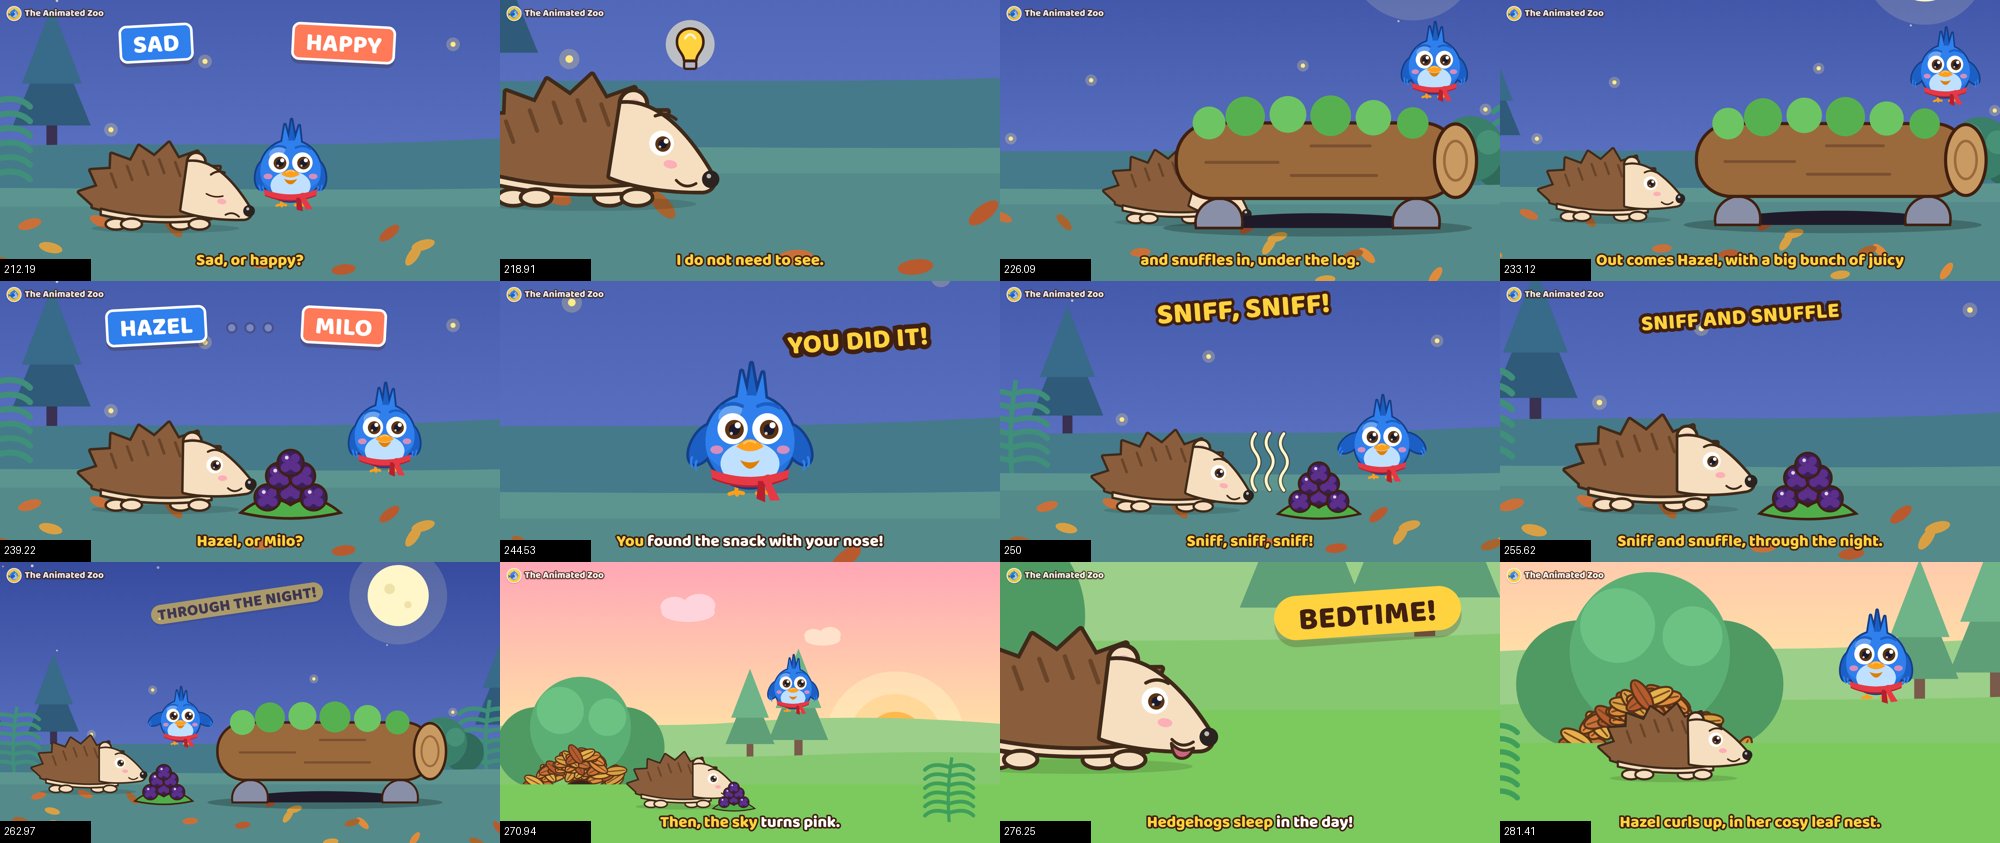 The Animated Zoo
SAD
HAPPY
Sad, or happy?
212.19
The Animated Zoo
I do not need to see.
218.91
The Animated Zoo
and snuffles in, under the log.
226.09
The Animated Zoo
Out comes Hazel, with a big bunch of juicy
233.12
The Animated Zoo
HAZEL
MILO
Hazel, or Milo?
239.22
The Animated Zoo
YOU DID IT!
You found the snack with your nose!
244.53
The Animated Zoo
SNIFF, SNIFF!
Sniff, sniff, sniff!
250
The Animated Zoo
SNIFF AND SNUFFLE
Sniff and snuffle, through the night.
255.62
The Animated Zoo
THROUGH THE NIGHT!
262.97
The Animated Zoo
Then, the sky turns pink.
270.94
The Animated Zoo
BEDTIME!
Hedgehogs sleep in the day!
276.25
The Animated Zoo
Hazel curls up, in her cosy leaf nest.
281.41